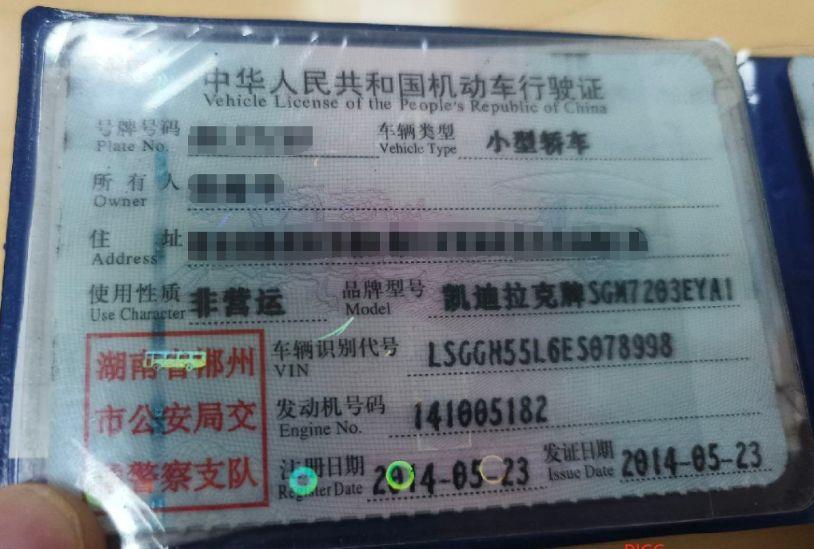 中华人民共和国机动车行驶证
Vehicle License of the People's Republic of China
号牌号码 车辆类型 小型轿车
Plate No. Vehicle Type
所有人
Owner
住址
Address
使用性质 非营运 品牌型号 凯迪拉克牌SGM7203EYA1
Use Character Model
湖南省郴州 车辆识别代号 LSGGH55L6ES078998
VIN
市公安局交 发动机号码 141005182
Engine No.
警察支队 注册日期 2014-05-23 发证日期 2014-05-23
Register Date Issue Date
PICC